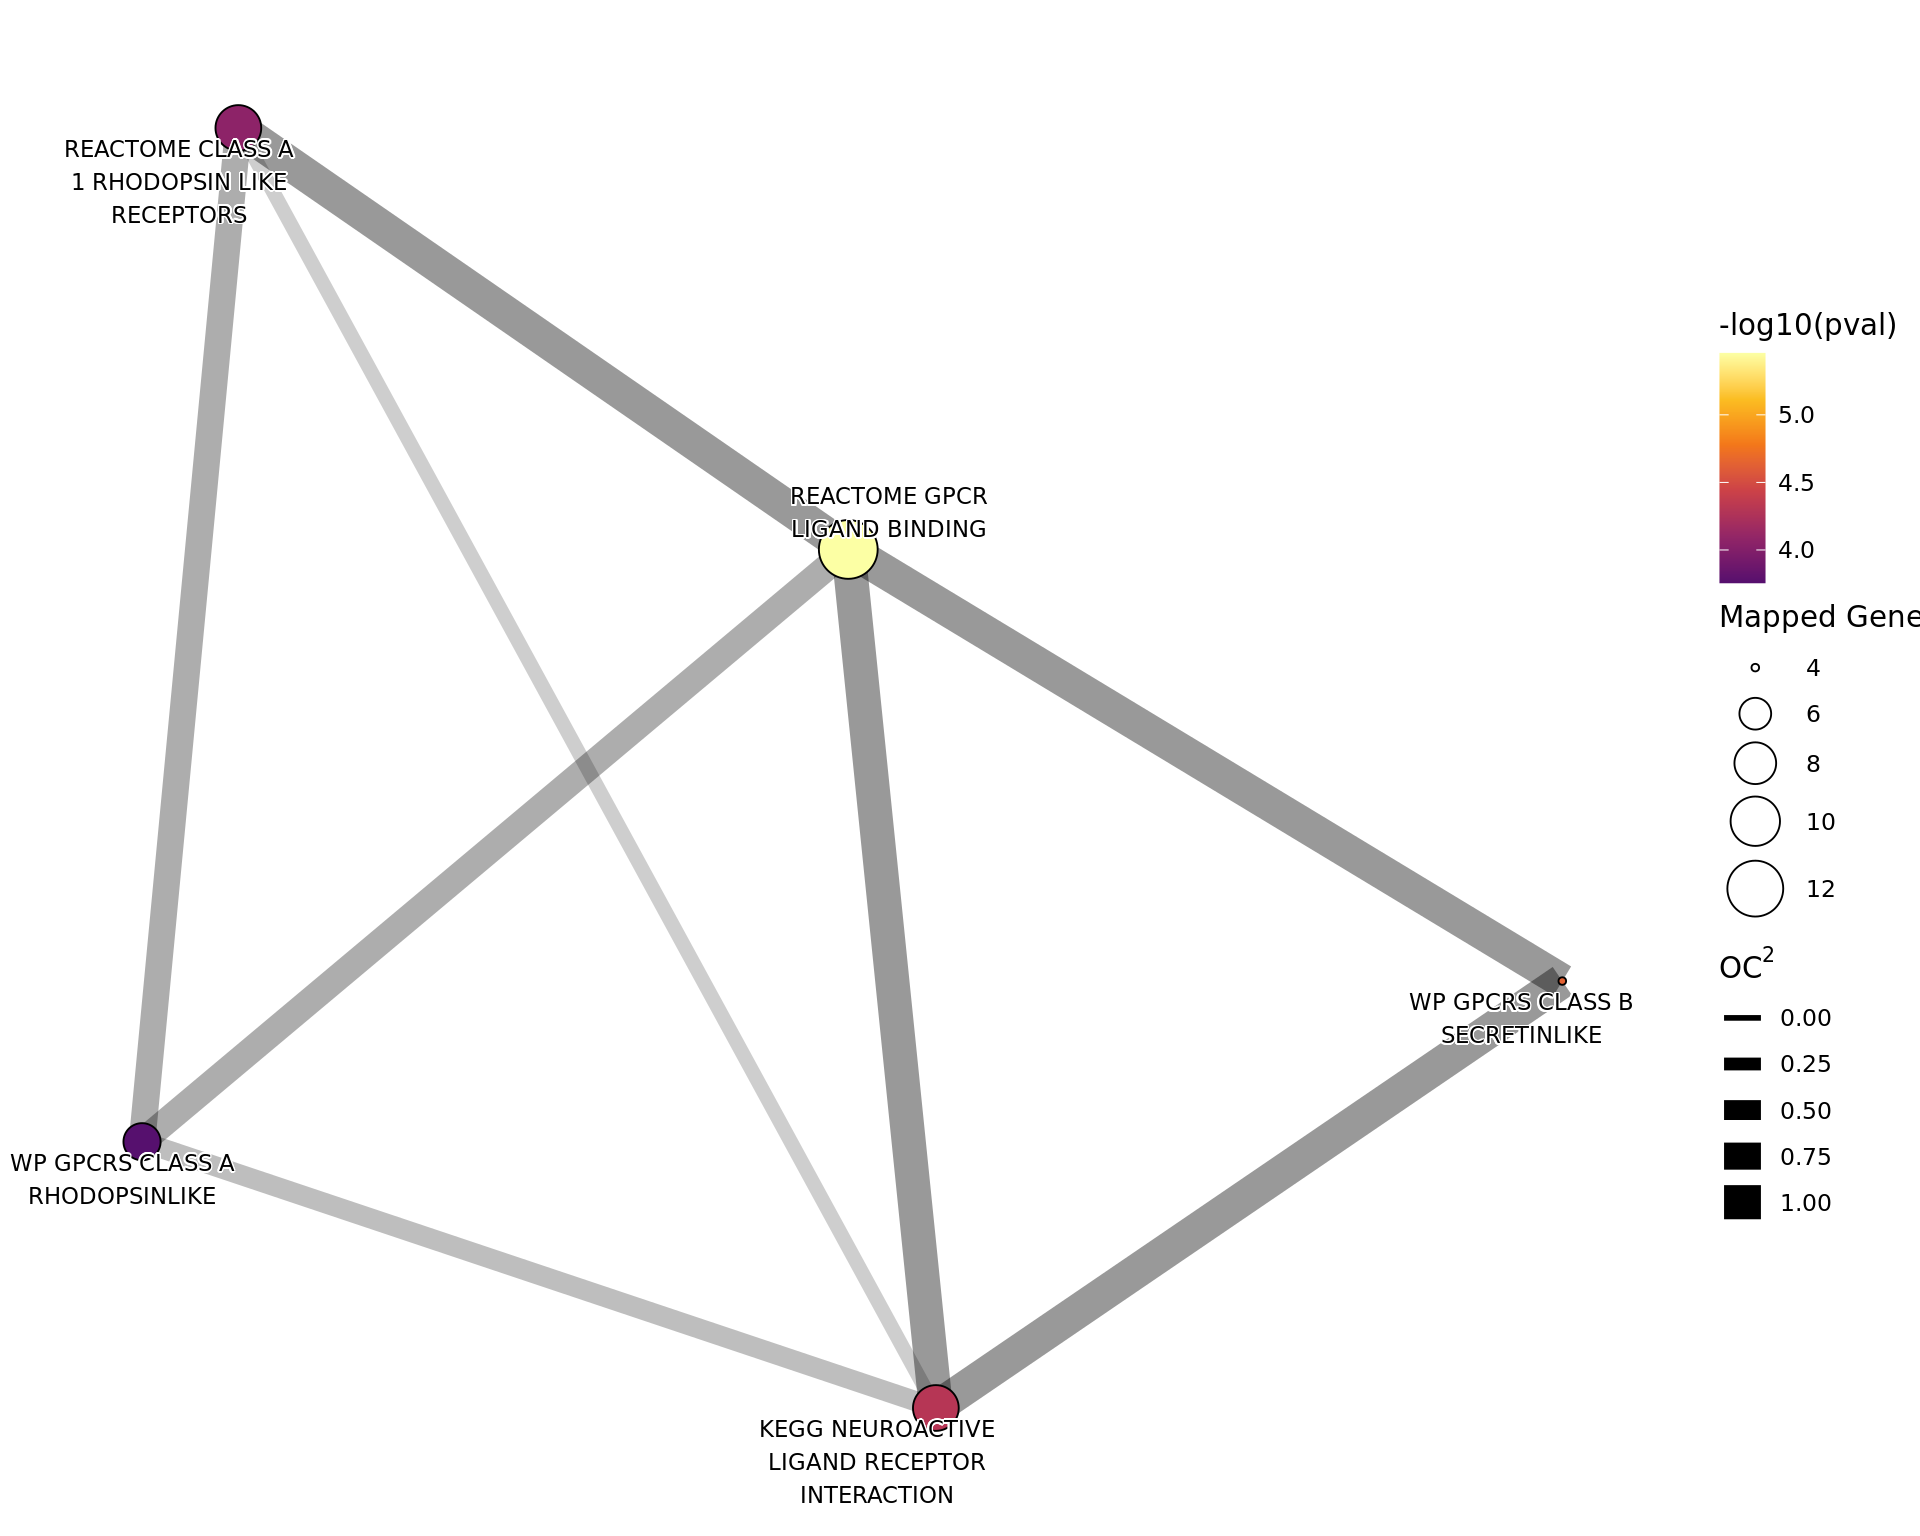 REACTOME CLASS A
1 RHODOPSIN LIKE
RECEPTORS
REACTOME GPCR
LIGAND BINDING
WP GPCRS CLASS B
SECRETINLIKE
WP GPCRS CLASS A
RHODOPSINLIKE
KEGG NEUROACTIVE
LIGAND RECEPTOR
INTERACTION
-log10(pval)
5.0
4.5
4.0
Mapped Gene
4
6
8
10
12
OC²
0.00
0.25
0.50
0.75
1.00